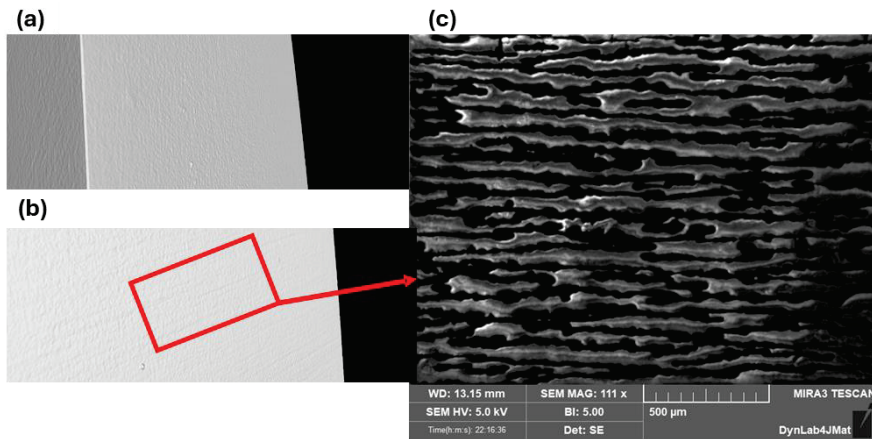 (a)
(b)
(c)
WD: 13.15 mm SEM MAG: 111 x MIRA3 TESCAN
SEM HV: 5.0 kV BI: 5.00 500 µm
Time(h:m:s): 22:16:36 Det: SE DynLab4JMat